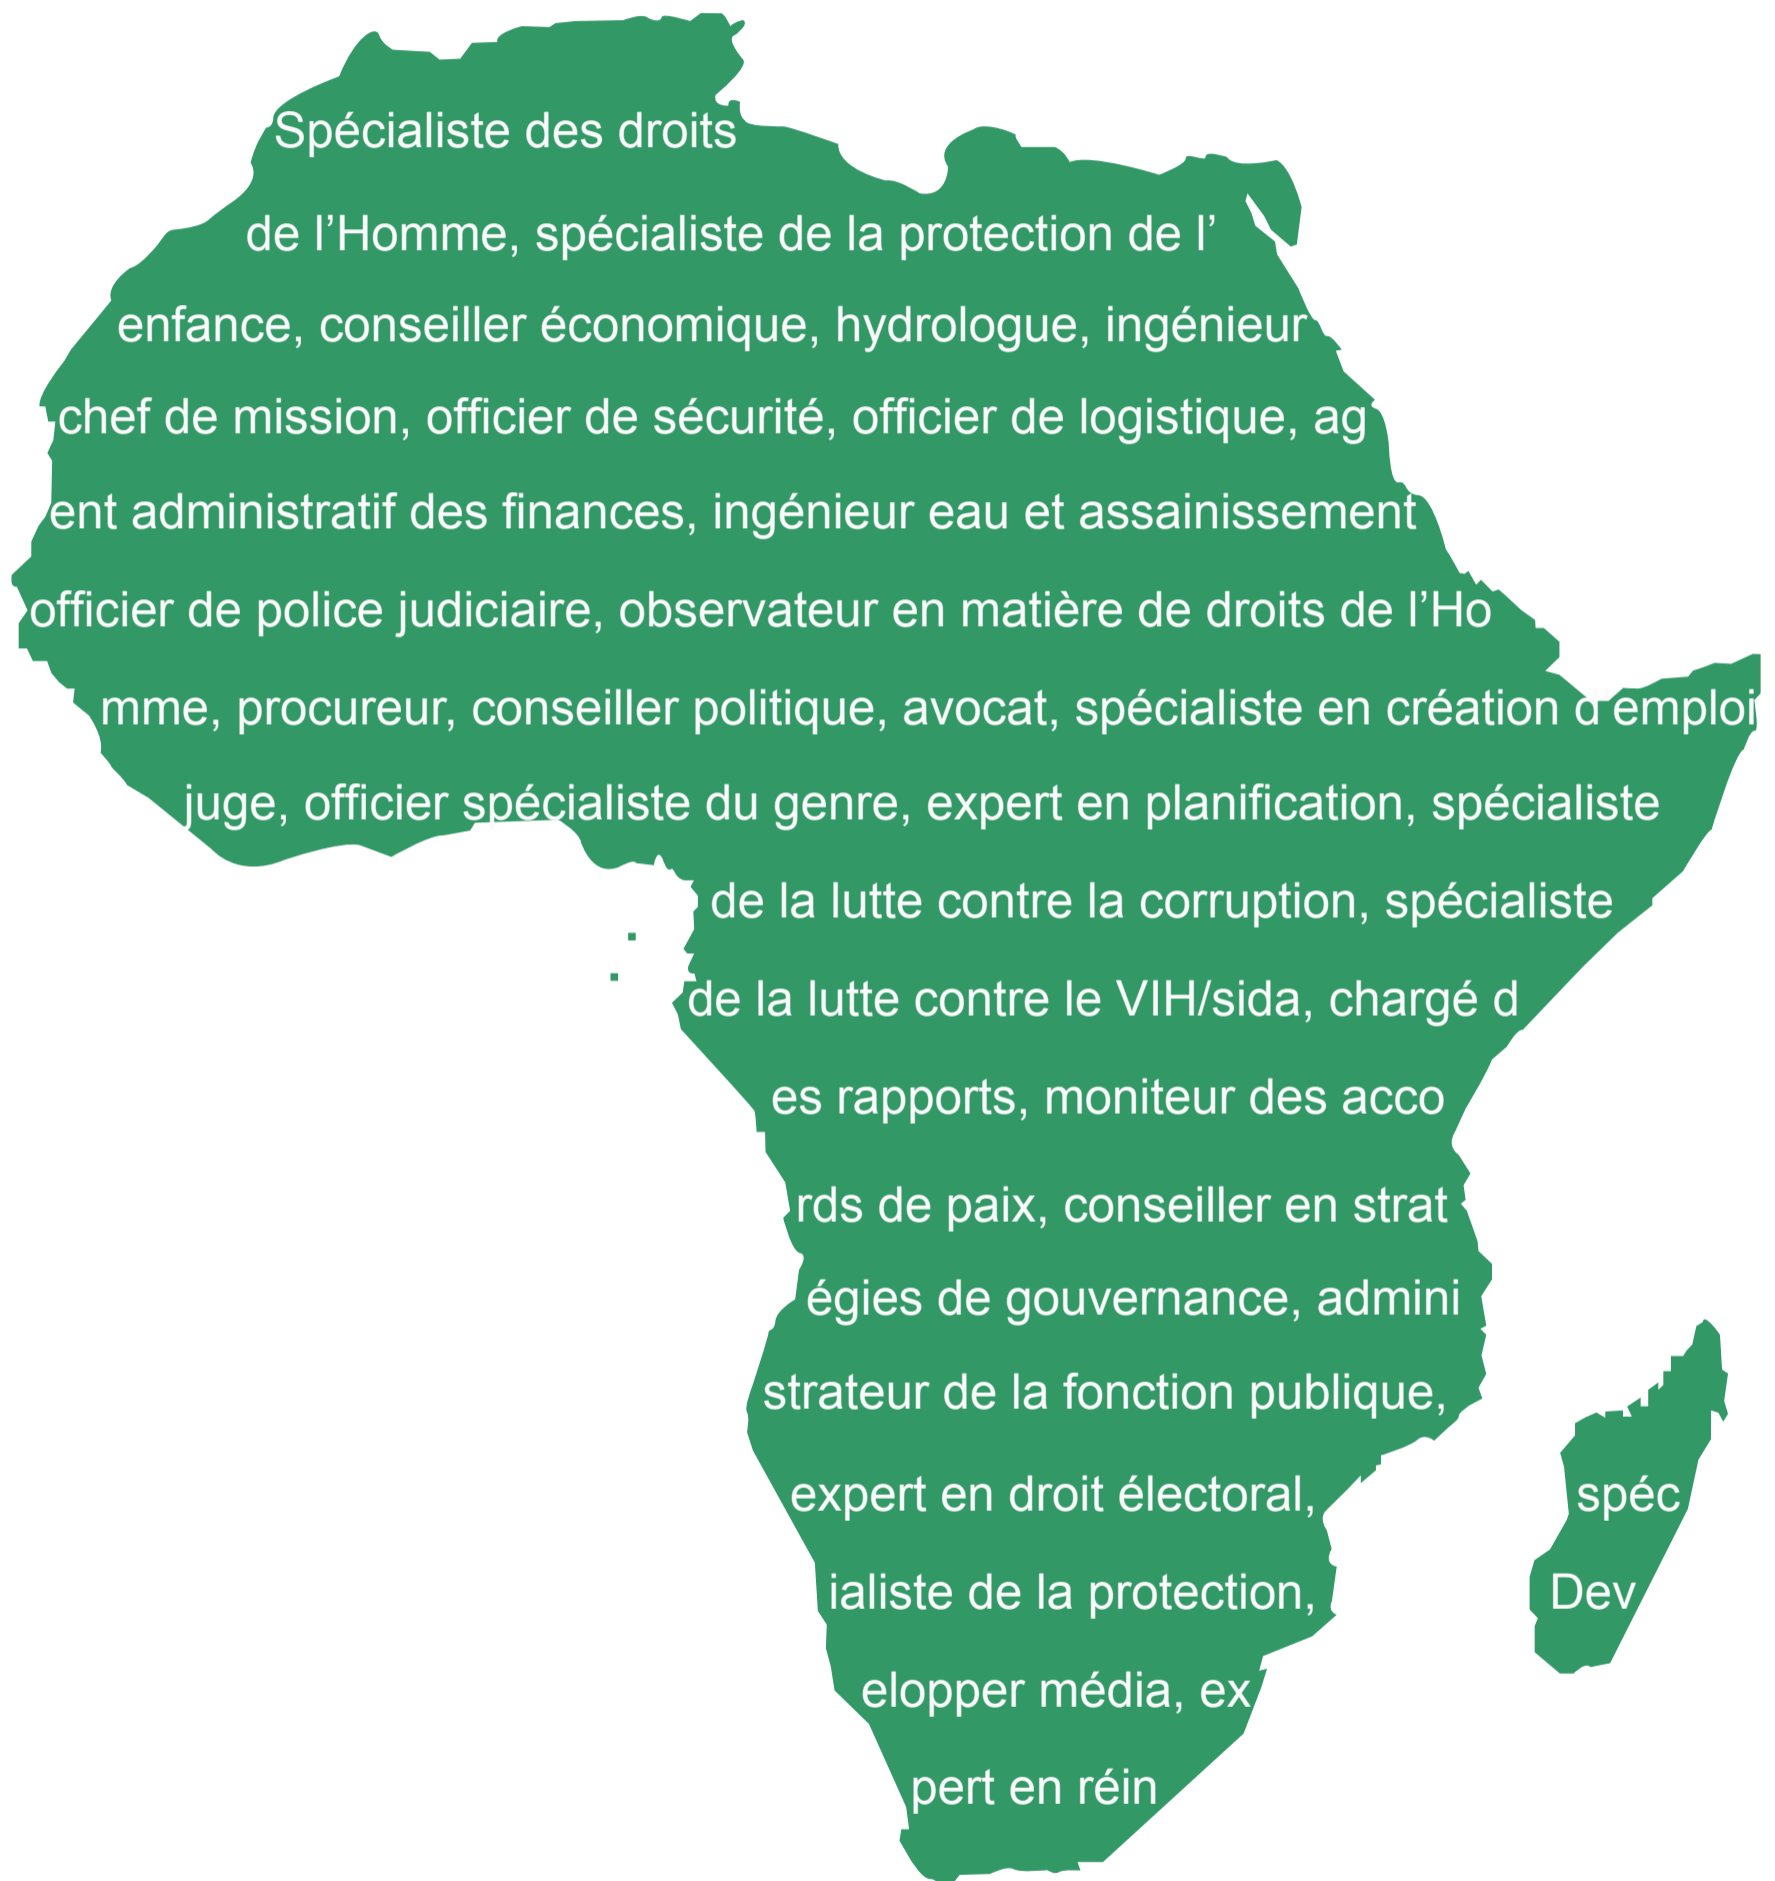 Spécialiste des droits
de l’Homme, spécialiste de la protection de l’
enfance, conseiller économique, hydrologue, ingénieur
chef de mission, officier de sécurité, officier de logistique, ag
ent administratif des finances, ingénieur eau et assainissement
officier de police judiciaire, observateur en matière de droits de l’Ho
mme, procureur, conseiller politique, avocat, spécialiste en création d emploi
juge, officier spécialiste du genre, expert en planification, spécialiste
de la lutte contre la corruption, spécialiste
de la lutte contre le VIH/sida, chargé d
es rapports, moniteur des acco
rds de paix, conseiller en strat
égies de gouvernance, admini
strateur de la fonction publique,
expert en droit électoral, spéc
ialiste de la protection, Dev
elopper média, ex
pert en réin